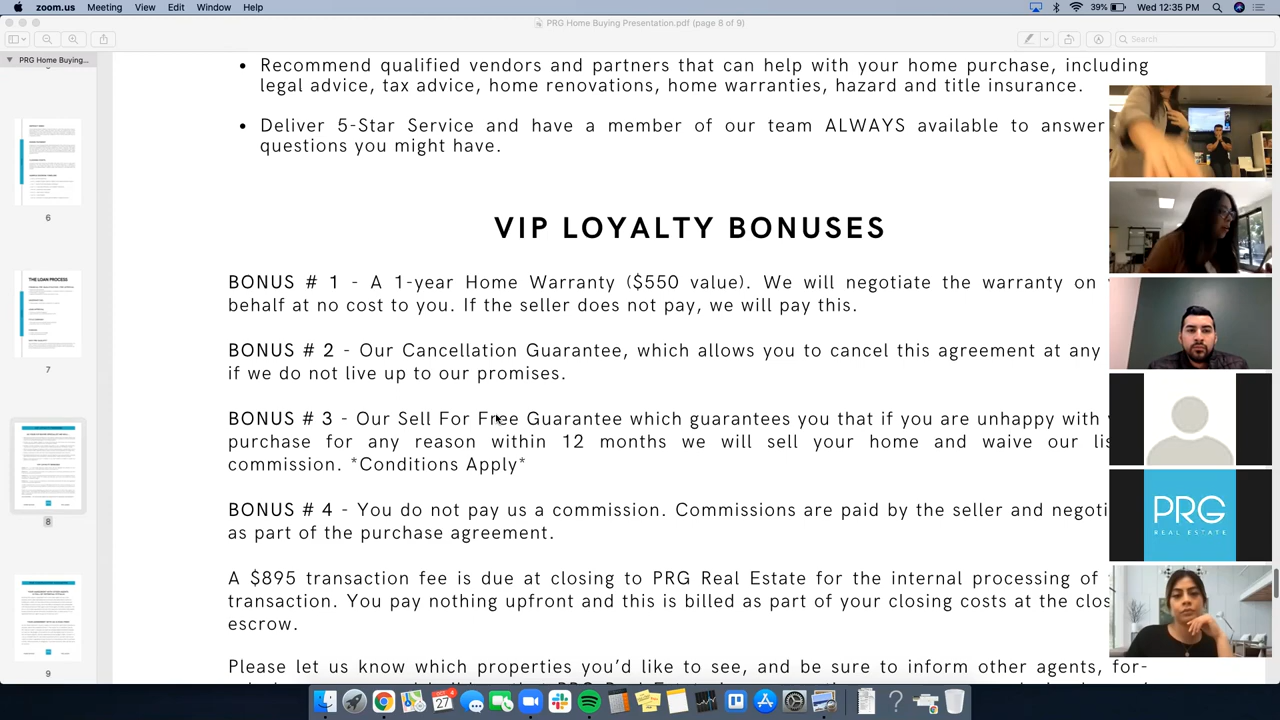 zoom.us Meeting View Edit Window Help 39% Wed 12:35 PM
PRG Home Buying Presentation.pdf (page 8 of 9)
Search
PRG Home Buying...
• Recommend qualified vendors and partners that can help with your home purchase, including
legal advice, tax advice, home renovations, home warranties, hazard and title insurance.
• Deliver 5-Star Service and have a member of our team ALWAYS available to answer
questions you might have.
VIP LOYALTY BONUSES
BONUS # 1 - A 1-year Home Warranty ($550 value). We will negotiate the warranty on
behalf at no cost to you. If the seller does not pay, we will pay this.
BONUS # 2 - Our Cancellation Guarantee, which allows you to cancel this agreement at any
if we do not live up to our promises.
BONUS # 3 - Our Sell For Free Guarantee which guarantees you that if you are unhappy with
purchase for any reason within 12 months we will sell your home and waive our
commission. *Conditions Apply*
BONUS # 4 - You do not pay us a commission. Commissions are paid by the seller and
as part of the purchase agreement.
A $895 transaction fee is due at closing to PRG Real Estate for the internal processing of
transaction. You pay nothing upfront and this is billed as part of your closing costs at the
escrow.
Please let us know which properties you'd like to see, and be sure to inform other agents, for-
6
7
THE LOAN PROCESS
8
9
PRG
REAL ESTATE
OCT
27